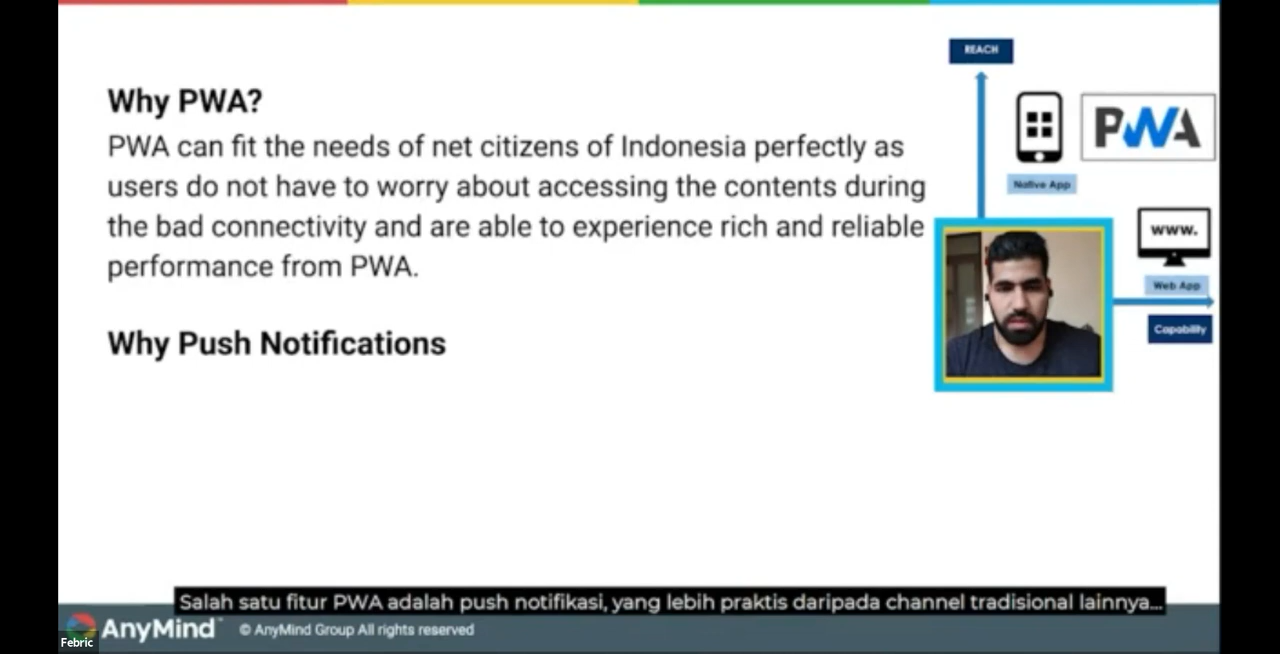 REACH
Why PWA?
PWA can fit the needs of net citizens of Indonesia perfectly as
users do not have to worry about accessing the contents during
the bad connectivity and are able to experience rich and reliable
performance from PWA.
PWA
Native App
www.
Web App
Capability
Why Push Notifications
Salah satu fitur PWA adalah push notifikasi, yang lebih praktis daripada channel tradisional lainnya...
AnyMind
© AnyMind Group All rights reserved
Febric